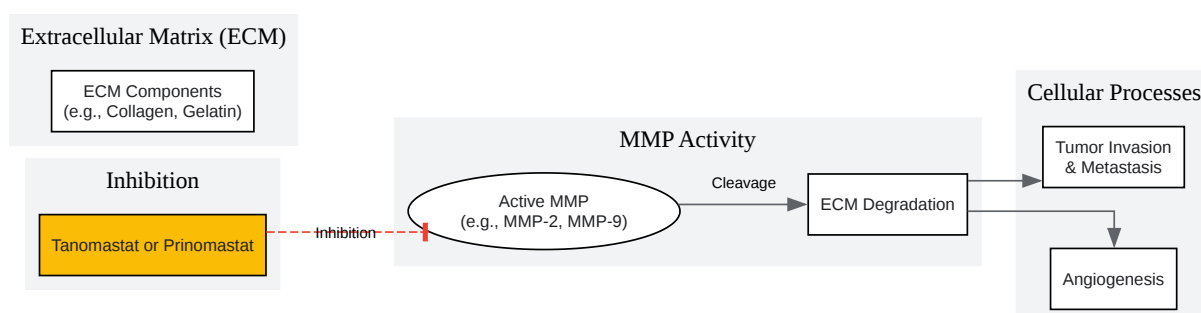 Extracellular Matrix (ECM)
ECM Components
(e.g., Collagen, Gelatin)
Inhibition
Tanomastat or Prinomastat
Inhibition
MMP Activity
Active MMP
(e.g., MMP-2, MMP-9)
Cleavage
ECM Degradation
Cellular Processes
Tumor Invasion
& Metastasis
Angiogenesis